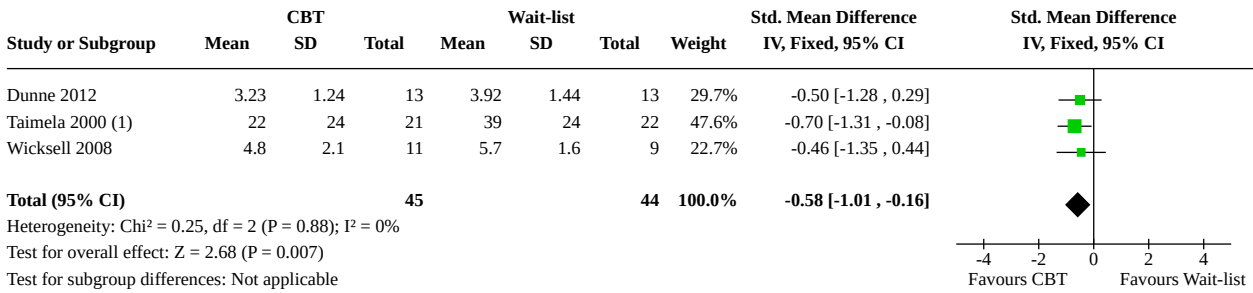 CBT Wait-list Std. Mean Difference Std. Mean Difference
Study or Subgroup Mean SD Total Mean SD Total Weight IV, Fixed, 95% CI IV, Fixed, 95% CI
Dunne 2012 3.23 1.24 13 3.92 1.44 13 29.7% -0.50 [-1.28 , 0.29]
Taimela 2000 (1) 22 24 21 39 24 22 47.6% -0.70 [-1.31 , -0.08]
Wicksell 2008 4.8 2.1 11 5.7 1.6 9 22.7% -0.46 [-1.35 , 0.44]
Total (95% CI) 45 44 100.0% -0.58 [-1.01 , -0.16]
Heterogeneity: Chi² = 0.25, df = 2 (P = 0.88); I² = 0%
Test for overall effect: Z = 2.68 (P = 0.007)
Test for subgroup differences: Not applicable
-4 -2 0 2 4
Favours CBT Favours Wait-list